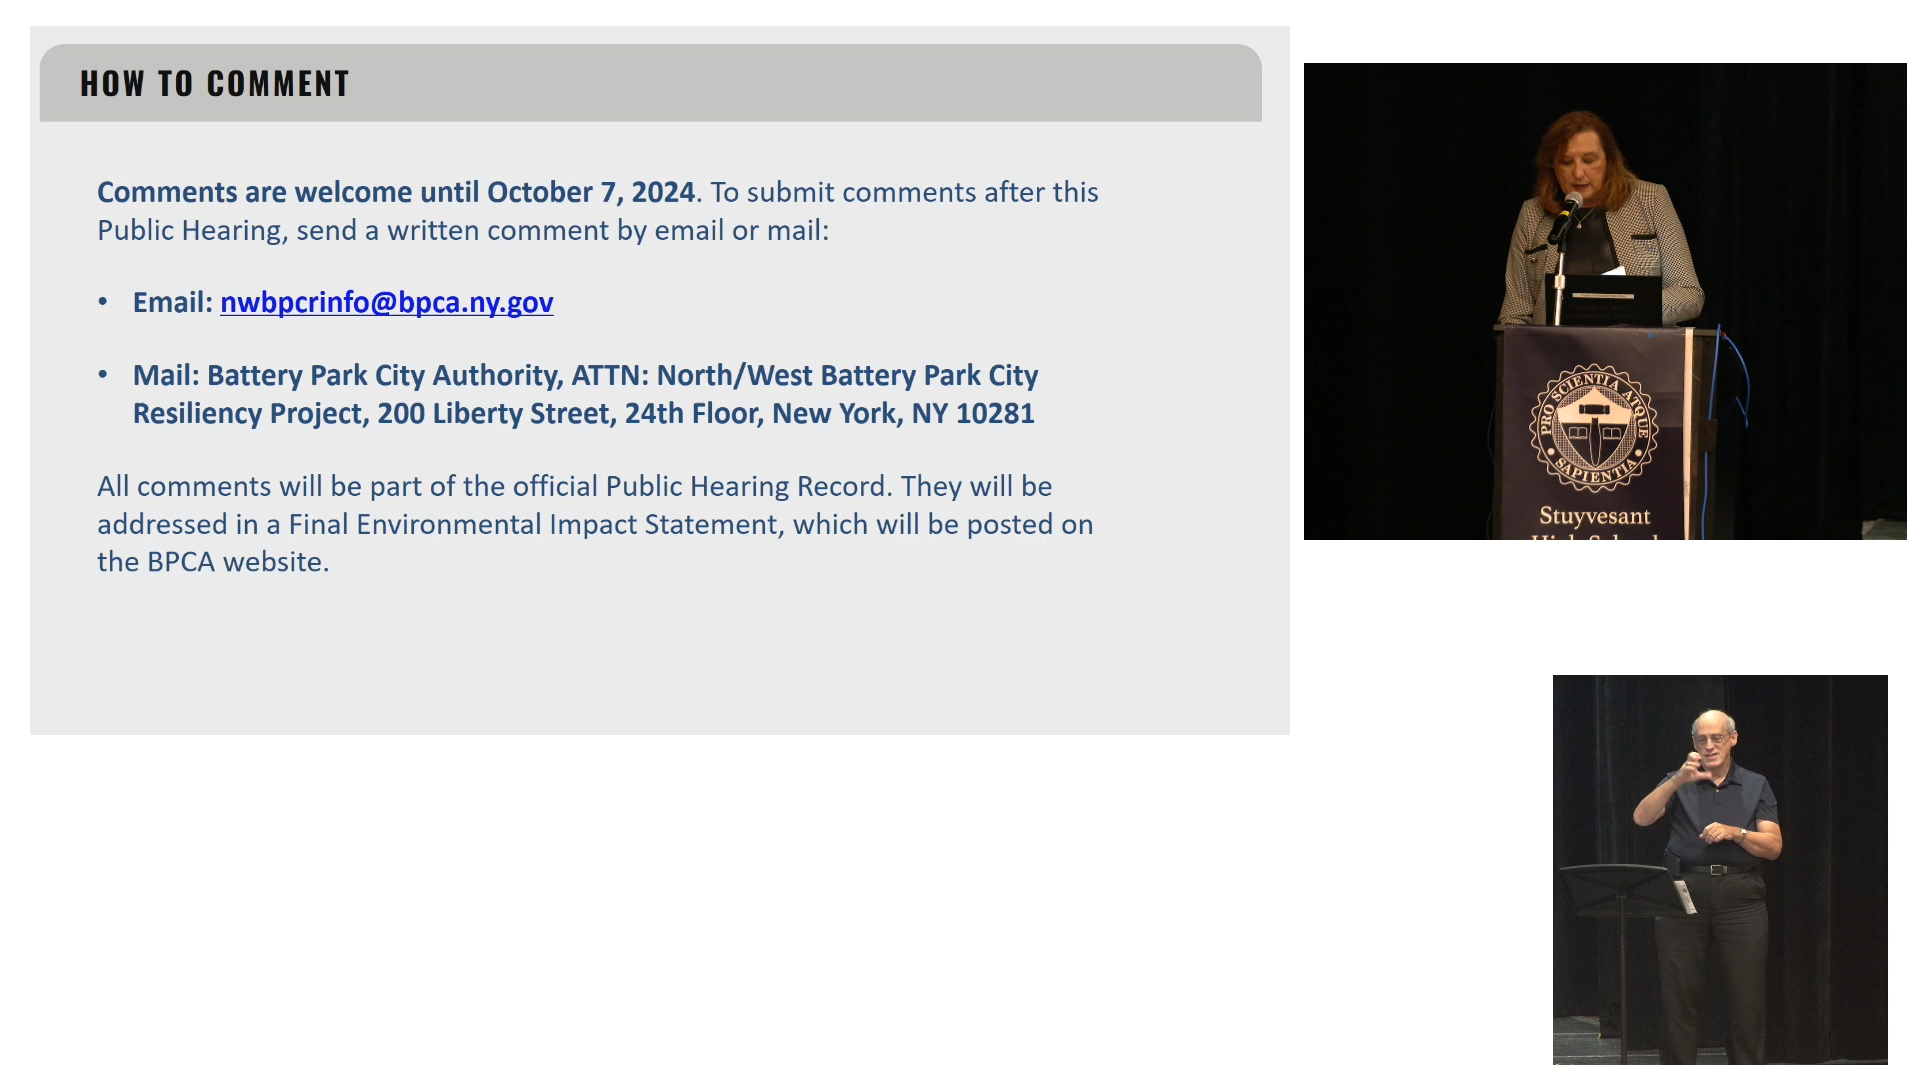 HOW TO COMMENT
Comments are welcome until October 7, 2024. To submit comments after this
Public Hearing, send a written comment by email or mail:
• Email: nwbpcrinfo@bpca.ny.gov
• Mail: Battery Park City Authority, ATTN: North/West Battery Park City
Resiliency Project, 200 Liberty Street, 24th Floor, New York, NY 10281
All comments will be part of the official Public Hearing Record. They will be
addressed in a Final Environmental Impact Statement, which will be posted on
the BPCA website.
PRO SCIENTIA ATQUE
SAPIENTIA
Stuyvesant
High School